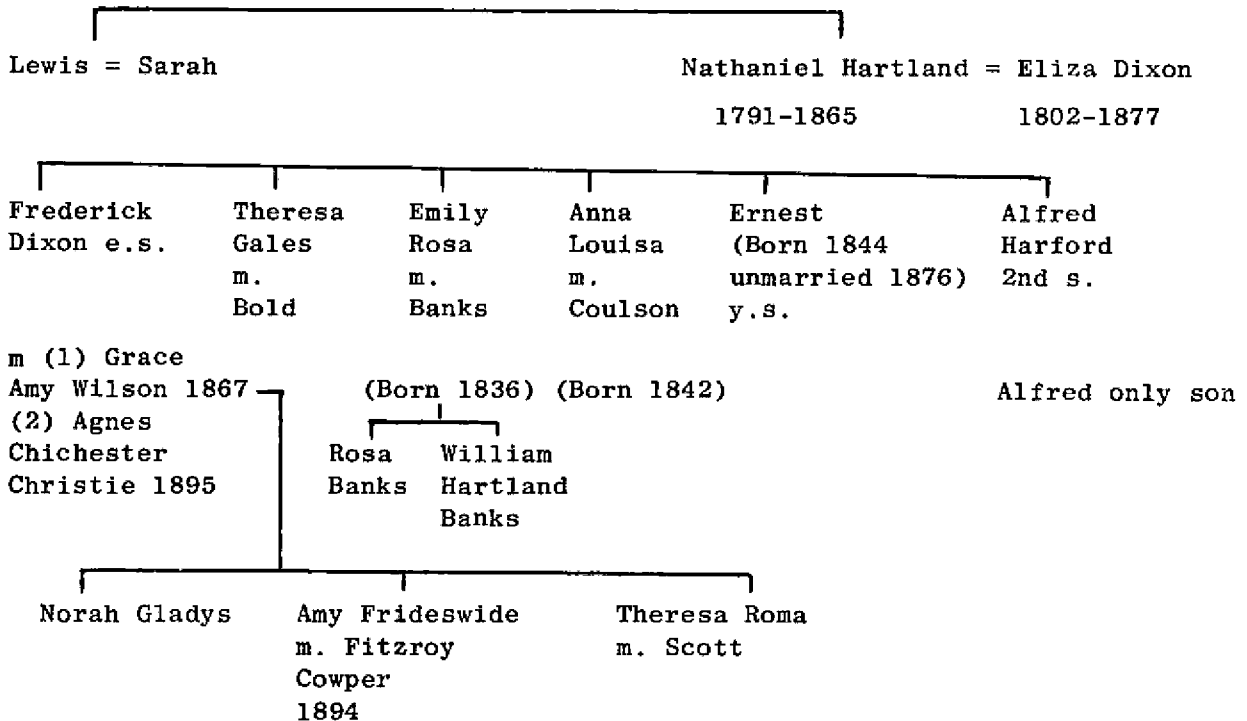 Lewis = Sarah
Nathaniel Hartland = Eliza Dixon
1791-1865 1802-1877
Frederick
Dixon e.s.
Theresa
Gales
m.
Bold
Emily
Rosa
m.
Banks
Anna
Louisa
m.
Coulson
Ernest
(Born 1844
unmarried 1876)
y.s.
Alfred
Harford
2nd s.
m (1) Grace
Amy Wilson 1867
(2) Agnes
Chichester
Christie 1895
(Born 1836) (Born 1842)
Alfred only son
Rosa
Banks
William
Hartland
Banks
Norah Gladys
Amy Frideswide
m. Fitzroy
Cowper
1894
Theresa Roma
m. Scott